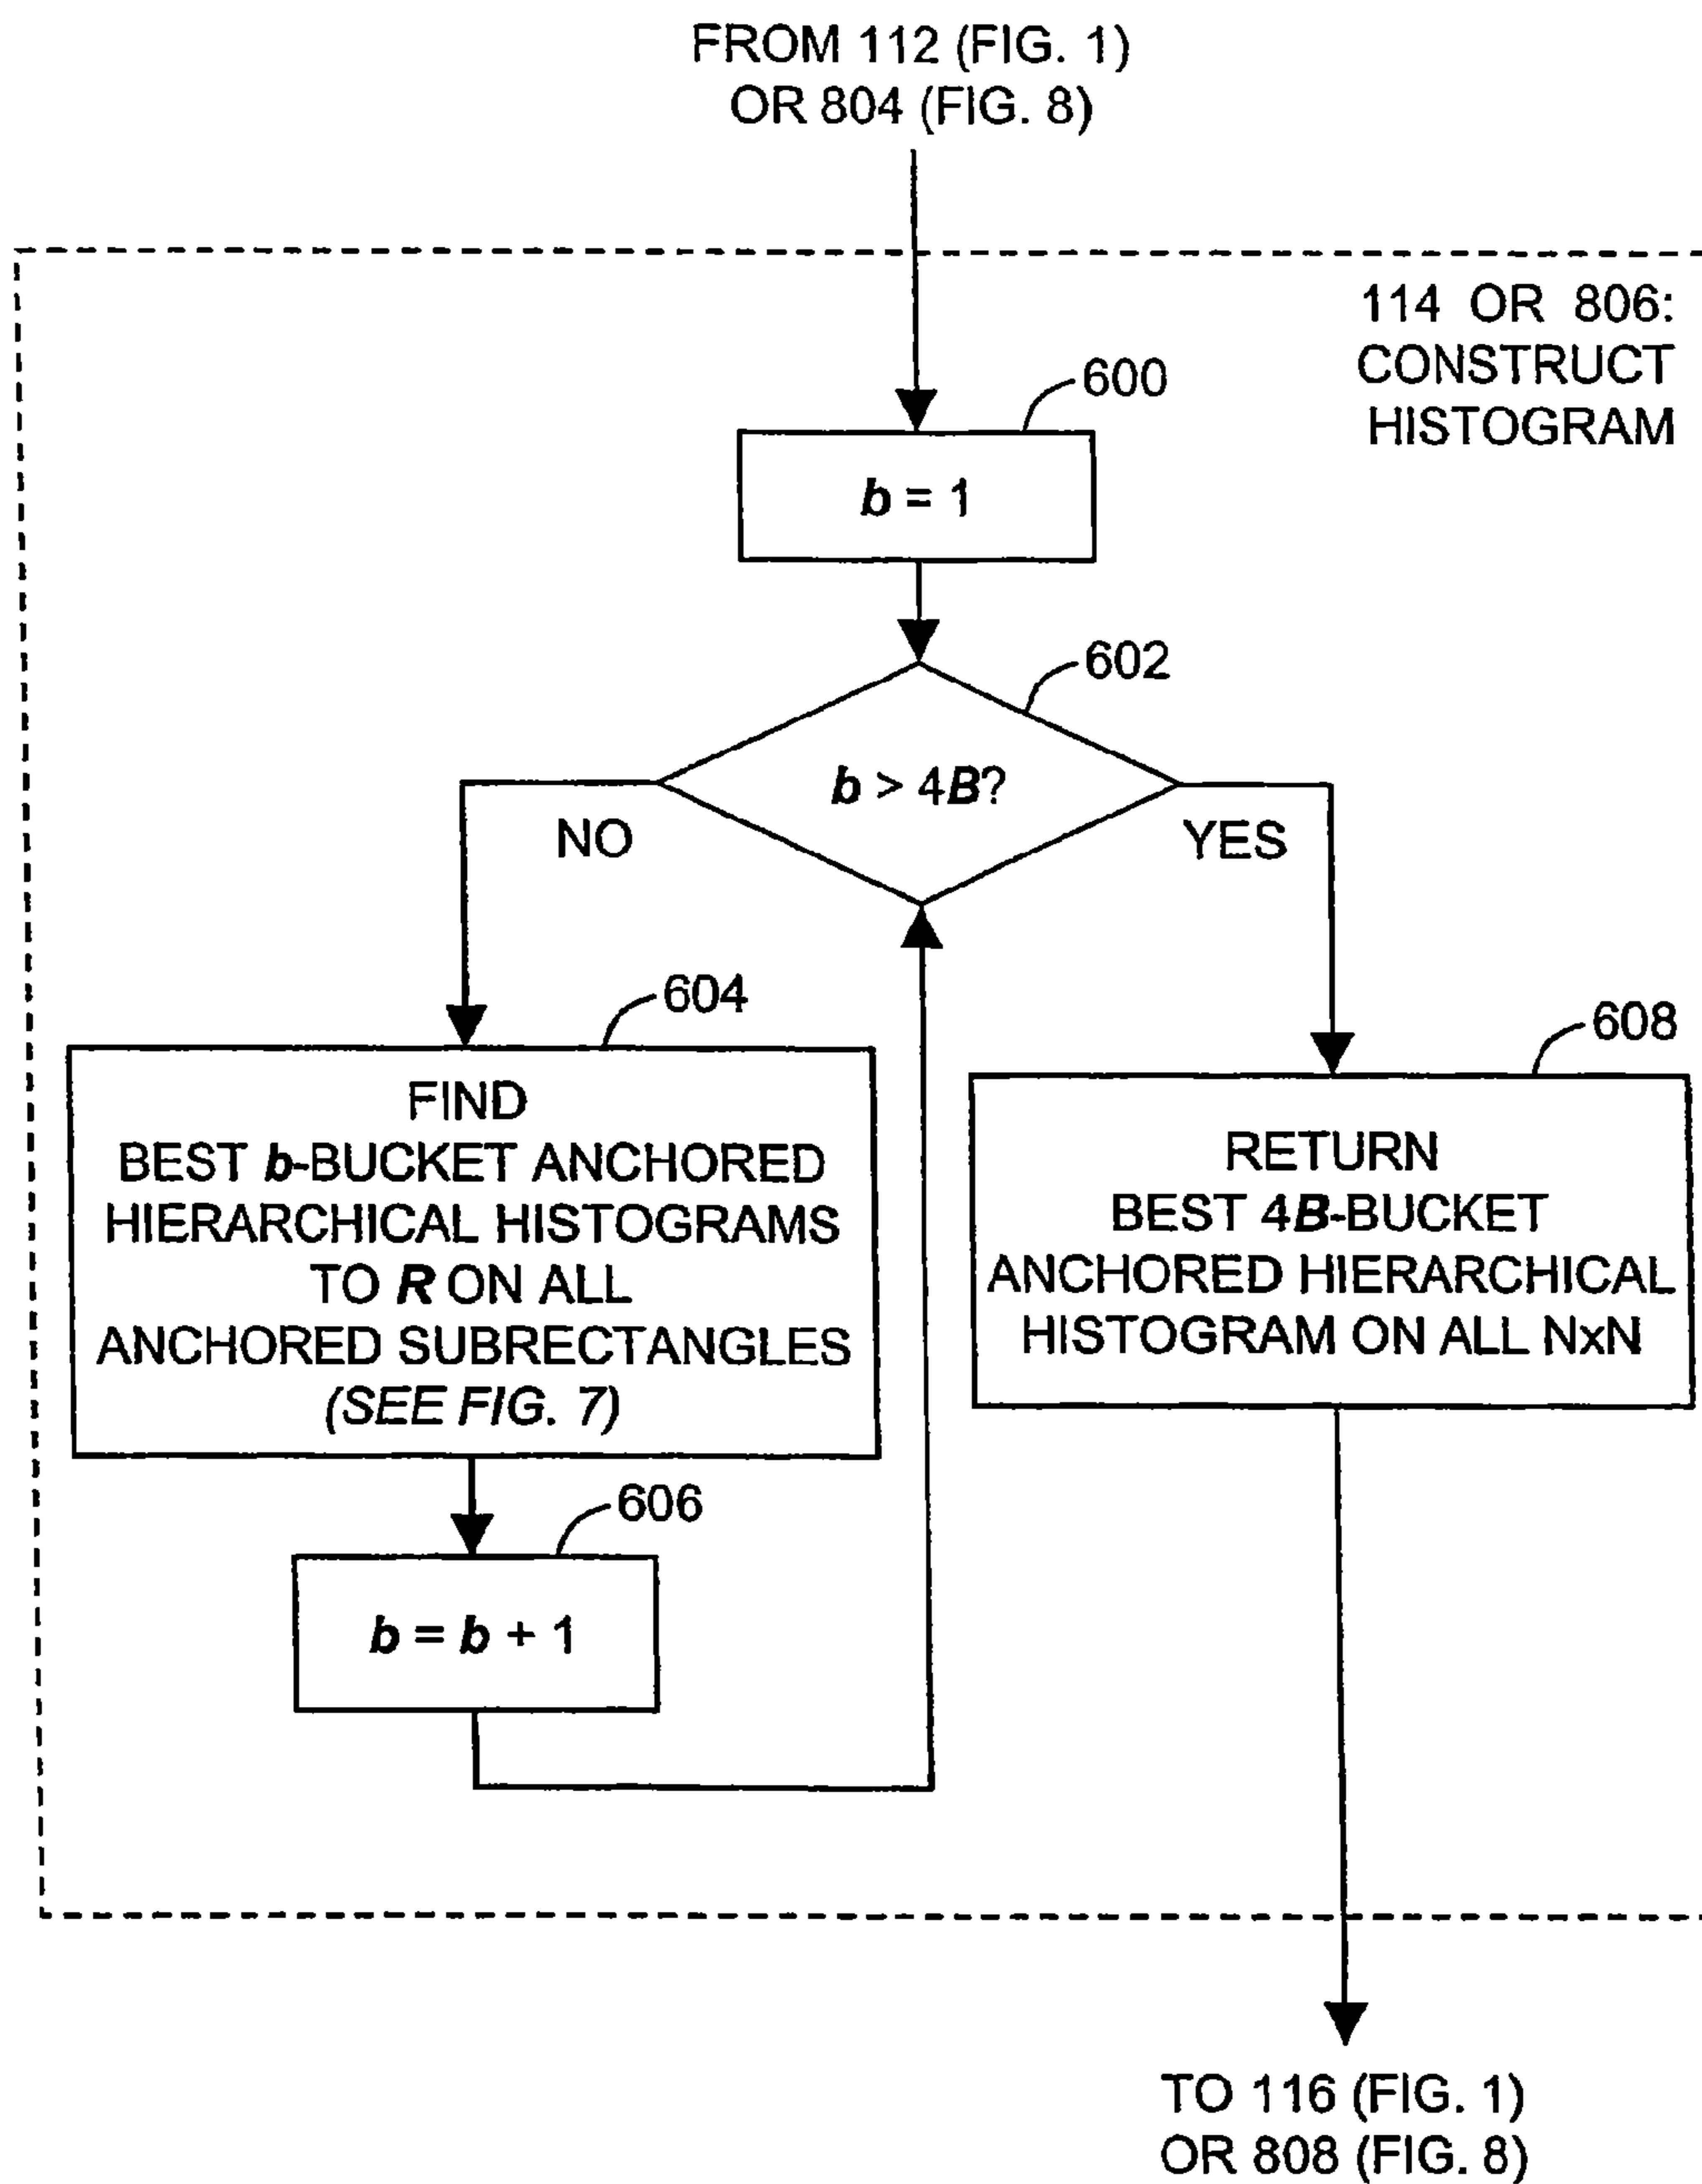 FROM 112 (FIG. 1)
OR 804 (FIG. 8)
114 OR 806:
CONSTRUCT
HISTOGRAM
600
b = 1
602
b > 4B?
NO
YES
604
FIND
BEST b-BUCKET ANCHORED
HIERARCHICAL HISTOGRAMS
TO R ON ALL
ANCHORED SUBRECTANGLES
(SEE FIG. 7)
608
RETURN
BEST 4B-BUCKET
ANCHORED HIERARCHICAL
HISTOGRAM ON ALL NxN
606
b = b + 1
TO 116 (FIG. 1)
OR 808 (FIG. 8)